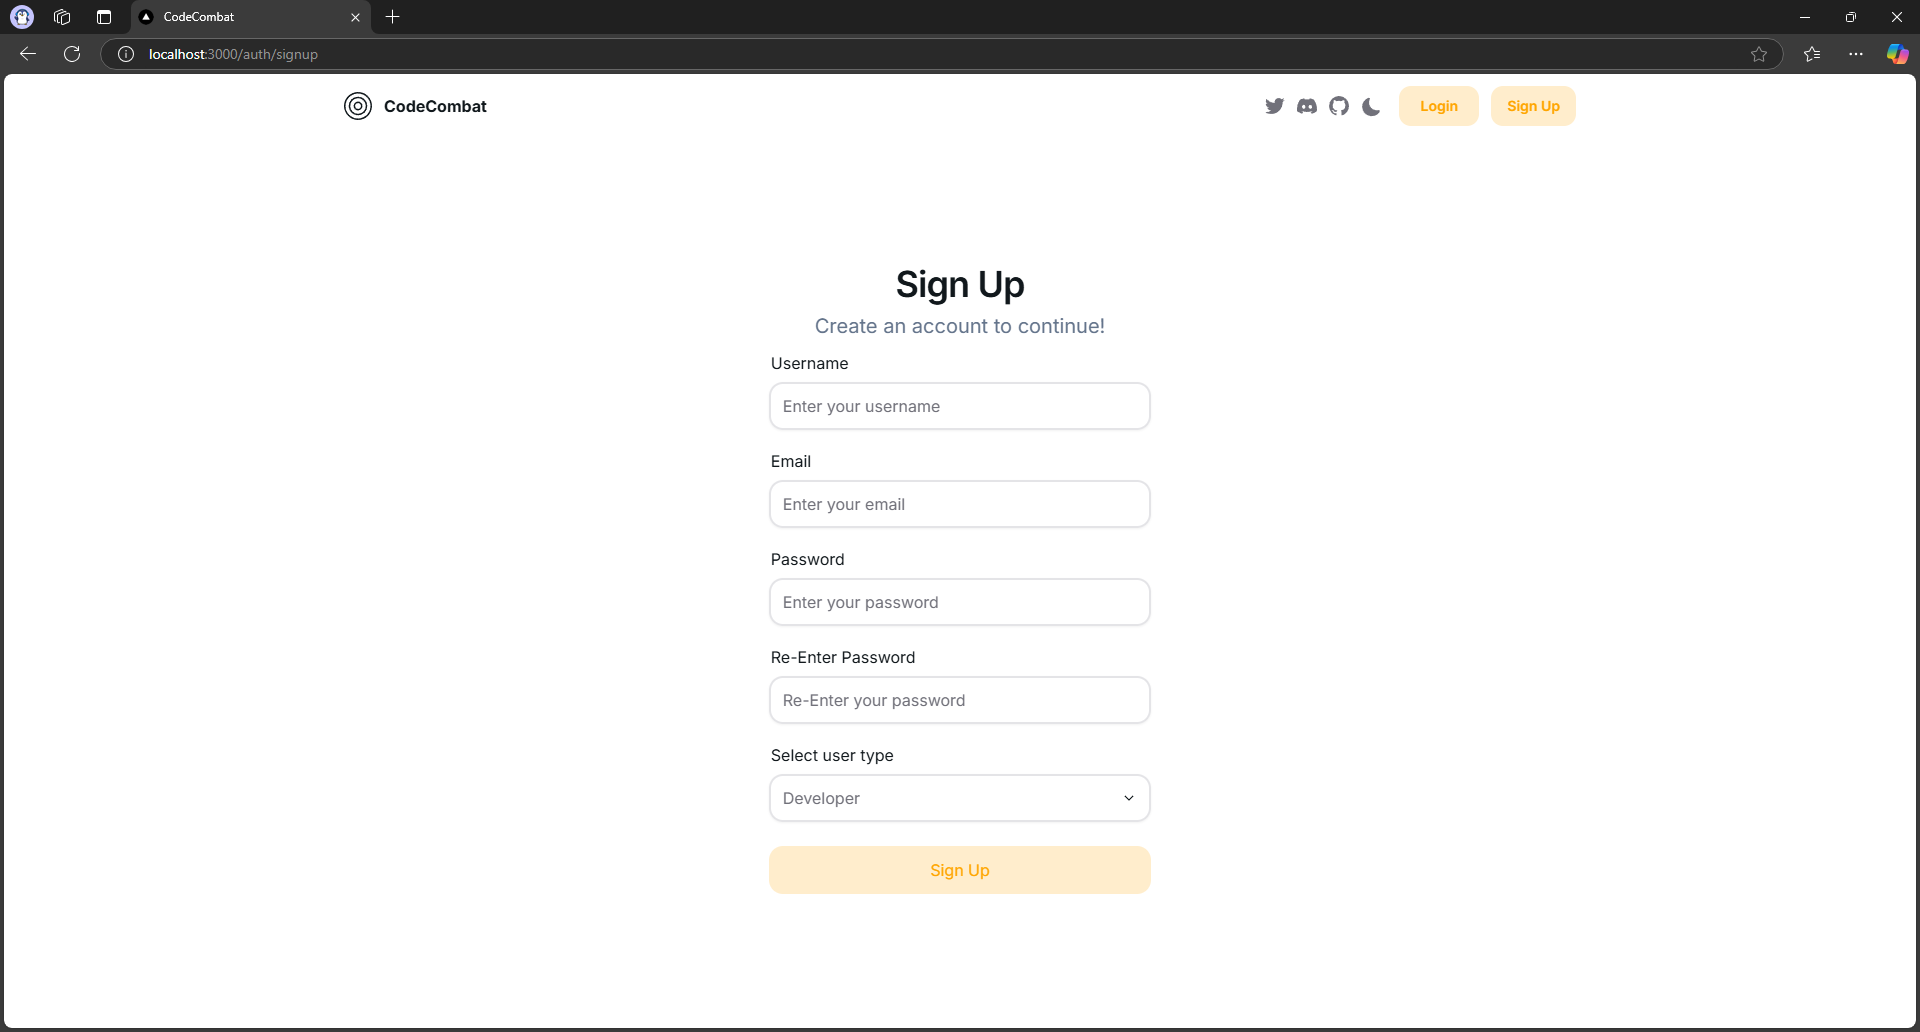 CodeCombat
localhost:3000/auth/signup
CodeCombat
Login
Sign Up
Sign Up
Create an account to continue!
Username
Enter your username
Email
Enter your email
Password
Enter your password
Re-Enter Password
Re-Enter your password
Select user type
Developer
Sign Up